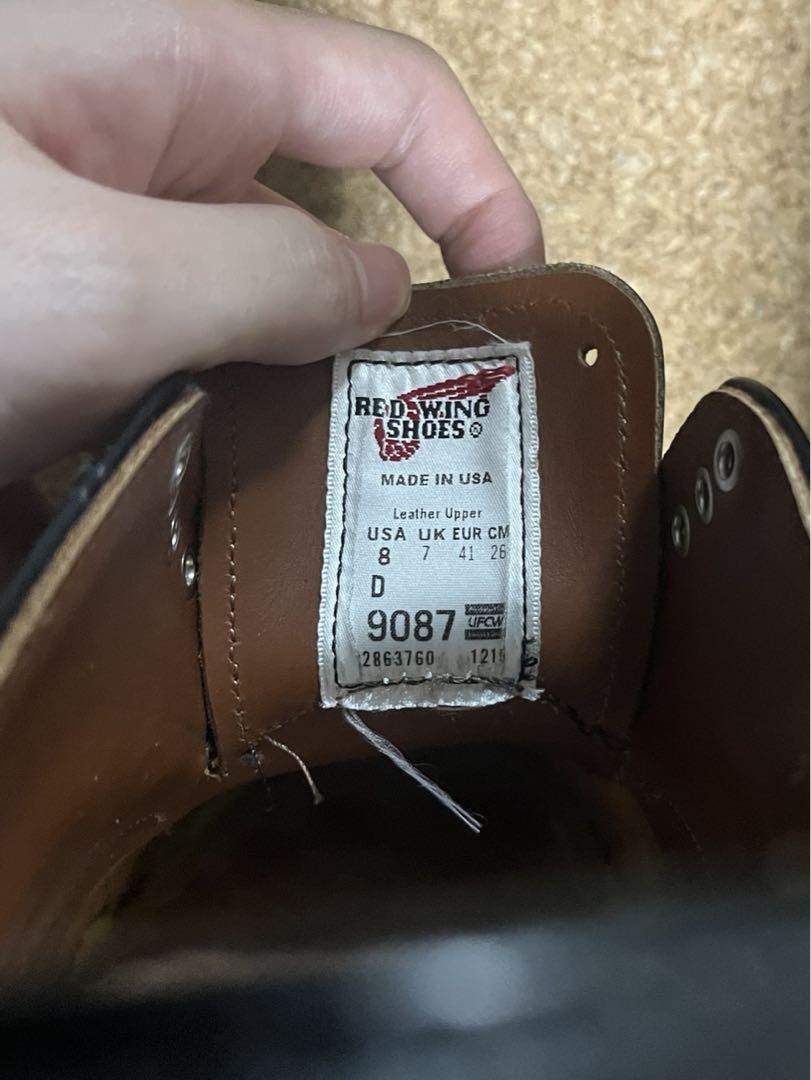 RED WING
SHOES®
MADE IN USA
Leather Upper
USA UK EUR CM
8 7 41 26
D
9087 UFCW
2863760